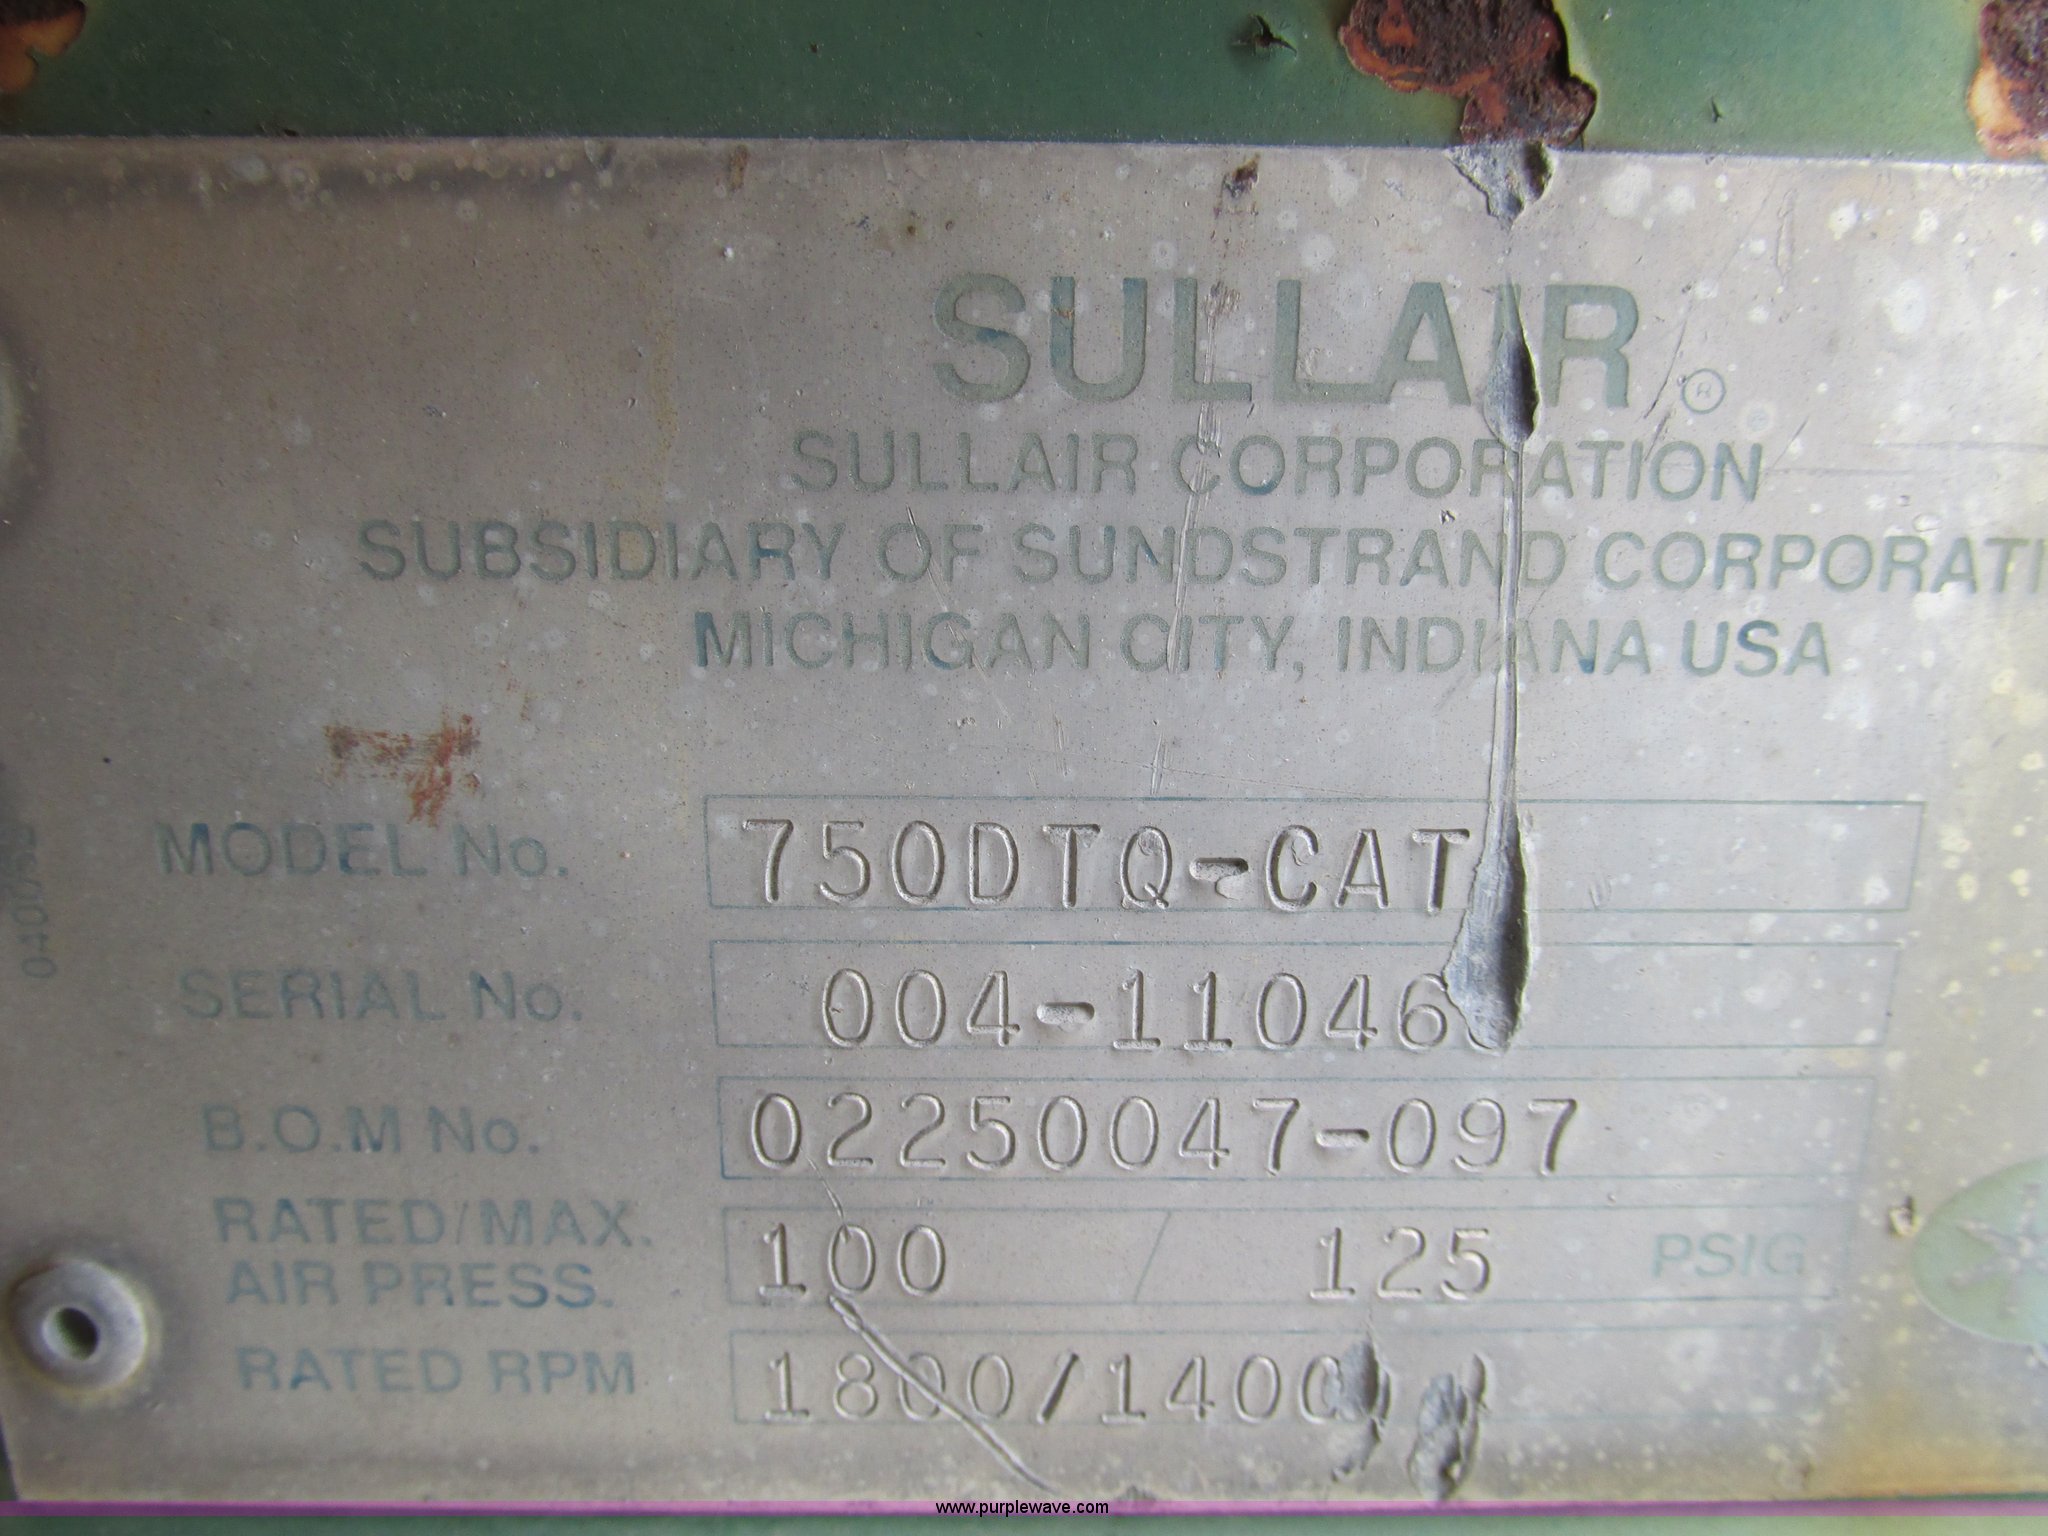 SULLAIR ®
SULLAIR CORPORATION
SUBSIDIARY OF SUNDSTRAND CORPORATI
MICHIGAN CITY, INDIANA USA
MODEL No. 750DTQ-CAT
SERIAL No. 004-11046
B.O.M No. 02250047-097
RATED/MAX.
AIR PRESS. 100 / 125 PSIG
RATED RPM 1800/1400
www.purplewave.com